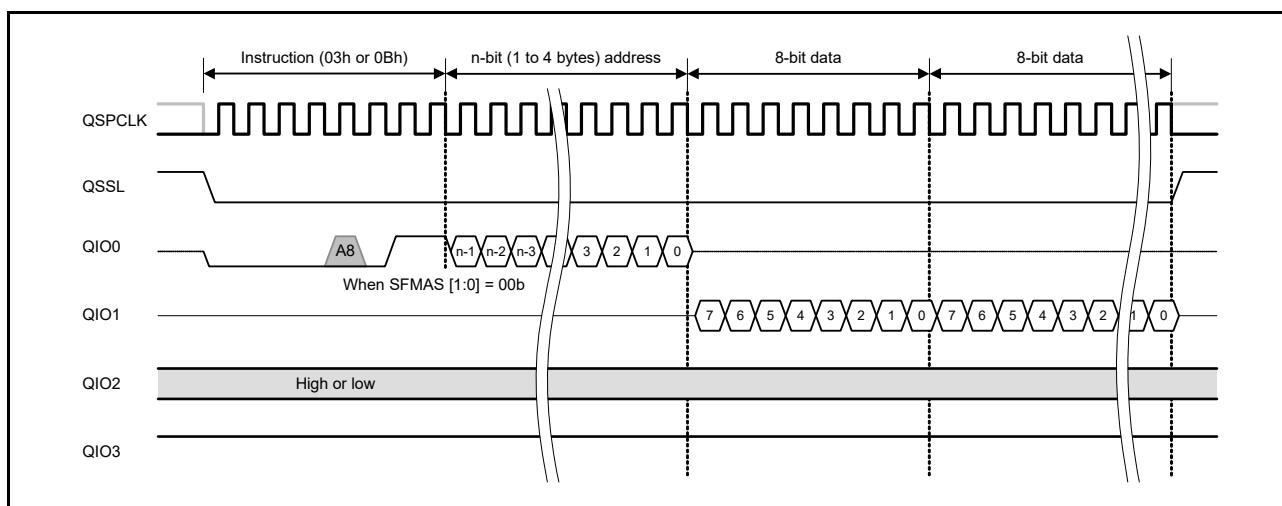 Instruction (03h or 0Bh) n-bit (1 to 4 bytes) address 8-bit data 8-bit data
QSPCLK
QSSL
QIO0 A8 n-1 n-2 n-3 3 2 1 0
When SFMAS [1:0] = 00b
QIO1 7 6 5 4 3 2 1 0 7 6 5 4 3 2 1 0
QIO2 High or low
QIO3